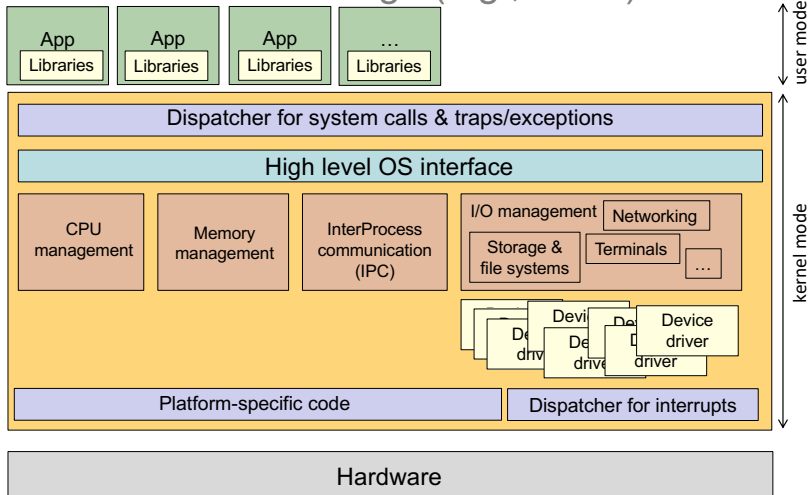 App
Libraries
App
Libraries
App
Libraries
...
Libraries
user mode
Dispatcher for system calls & traps/exceptions
High level OS interface
CPU
management
Memory
management
InterProcess
communication
(IPC)
I/O management
Networking
Storage &
file systems
Terminals
...
kernel mode
Device
driver
driver
Platform-specific code
Dispatcher for interrupts
Hardware